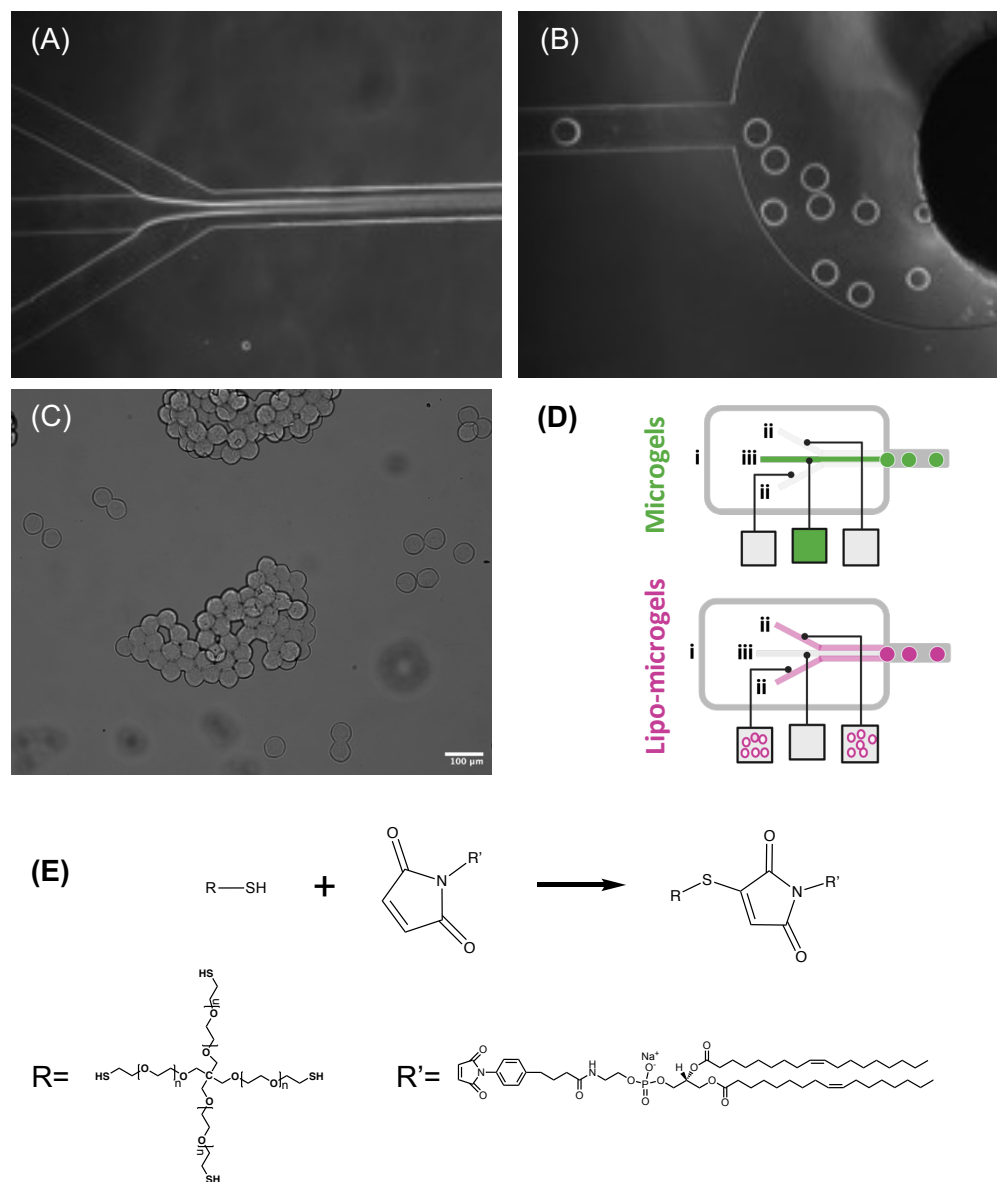 (A)
(B)
(C)
100 µm
(D)
Microgels
i
ii
iii
ii
Lipo-microgels
i
ii
iii
ii
(E)
R—SH
+
O
N
R'
O
R
S
O
N
R'
O
R=
HS
O
n
O
HS
O
n
O
C
O
O
n
SH
O
O
n
SH
R'=
O
N
O
O
H
N
O
P
O
Na⁺
O⁻
O
H
O
O
O
O